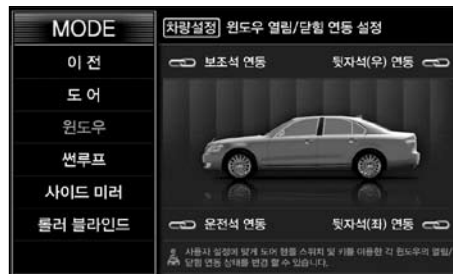 MODE
[차량설정] 윈도우 열림/닫힘 연동 설정
이 전
도 어
윈도우
썬루프
사이드 미러
롤러 블라인드
보조석 연동
뒷자석(우) 연동
운전석 연동
뒷자석(좌) 연동
사용자 설정에 맞게 도어 핸들 스위치 및 키를 이용한 각 윈도우의 열림/
닫힘 연동 상태를 변경 할 수 있습니다.